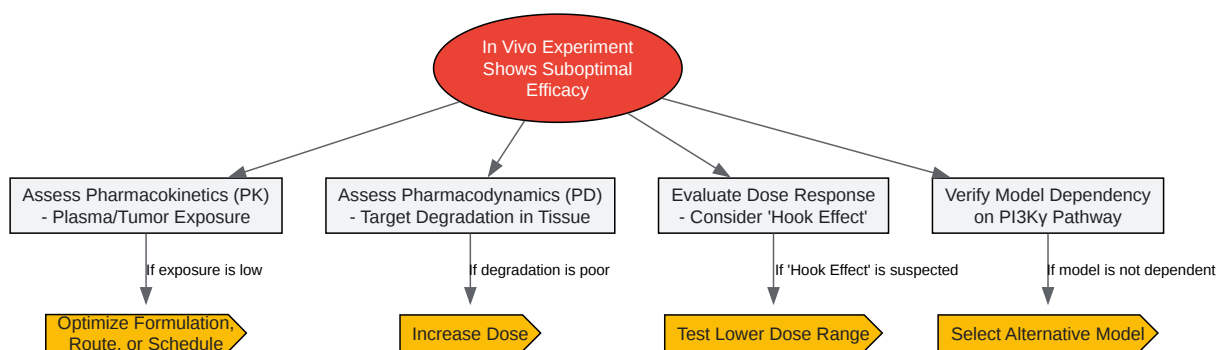 In Vivo Experiment
Shows Suboptimal
Efficacy
Assess Pharmacokinetics (PK)
- Plasma/Tumor Exposure
Assess Pharmacodynamics (PD)
- Target Degradation in Tissue
Evaluate Dose Response
- Consider 'Hook Effect'
Verify Model Dependency
on PI3Kγ Pathway
If exposure is low
If degradation is poor
If 'Hook Effect' is suspected
If model is not dependent
Optimize Formulation,
Route, or Schedule
Increase Dose
Test Lower Dose Range
Select Alternative Model